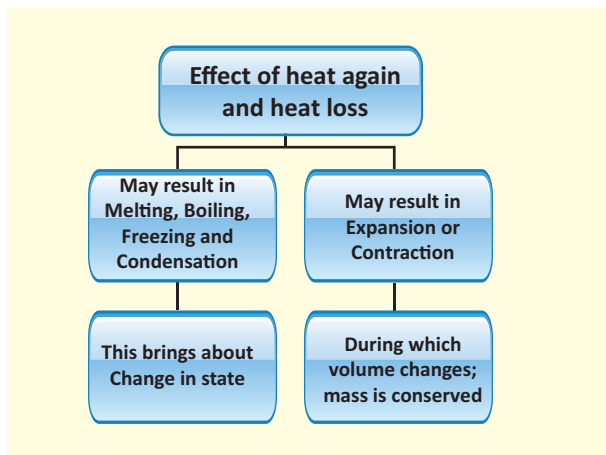 Effect of heat again
and heat loss
May result in
Melting, Boiling,
Freezing and
Condensation
May result in
Expansion or
Contraction
This brings about
Change in state
During which
volume changes;
mass is conserved